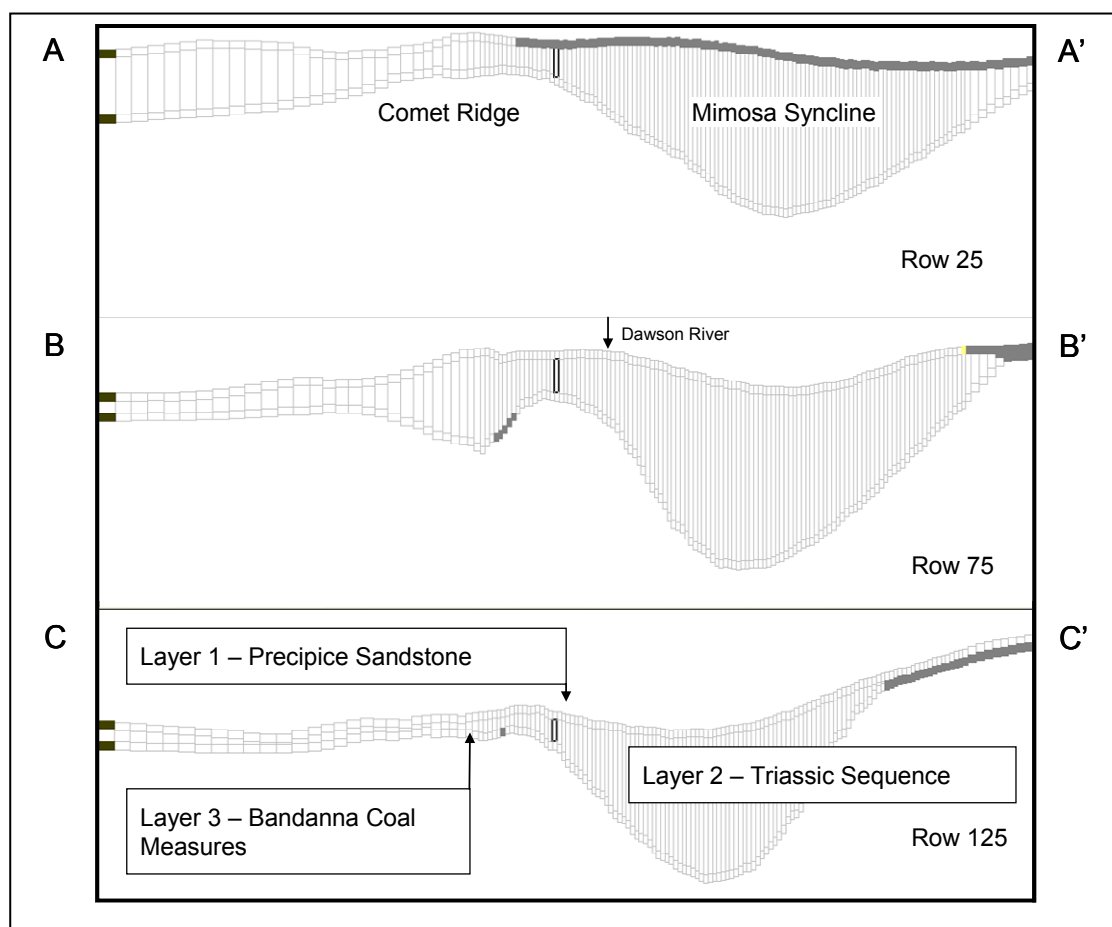 A
A'
Comet Ridge
Mimosa Syncline
Row 25
B
B'
Dawson River
Row 75
C
C'
Layer 1 – Precipice Sandstone
Layer 2 – Triassic Sequence
Layer 3 – Bandanna Coal
Measures
Row 125